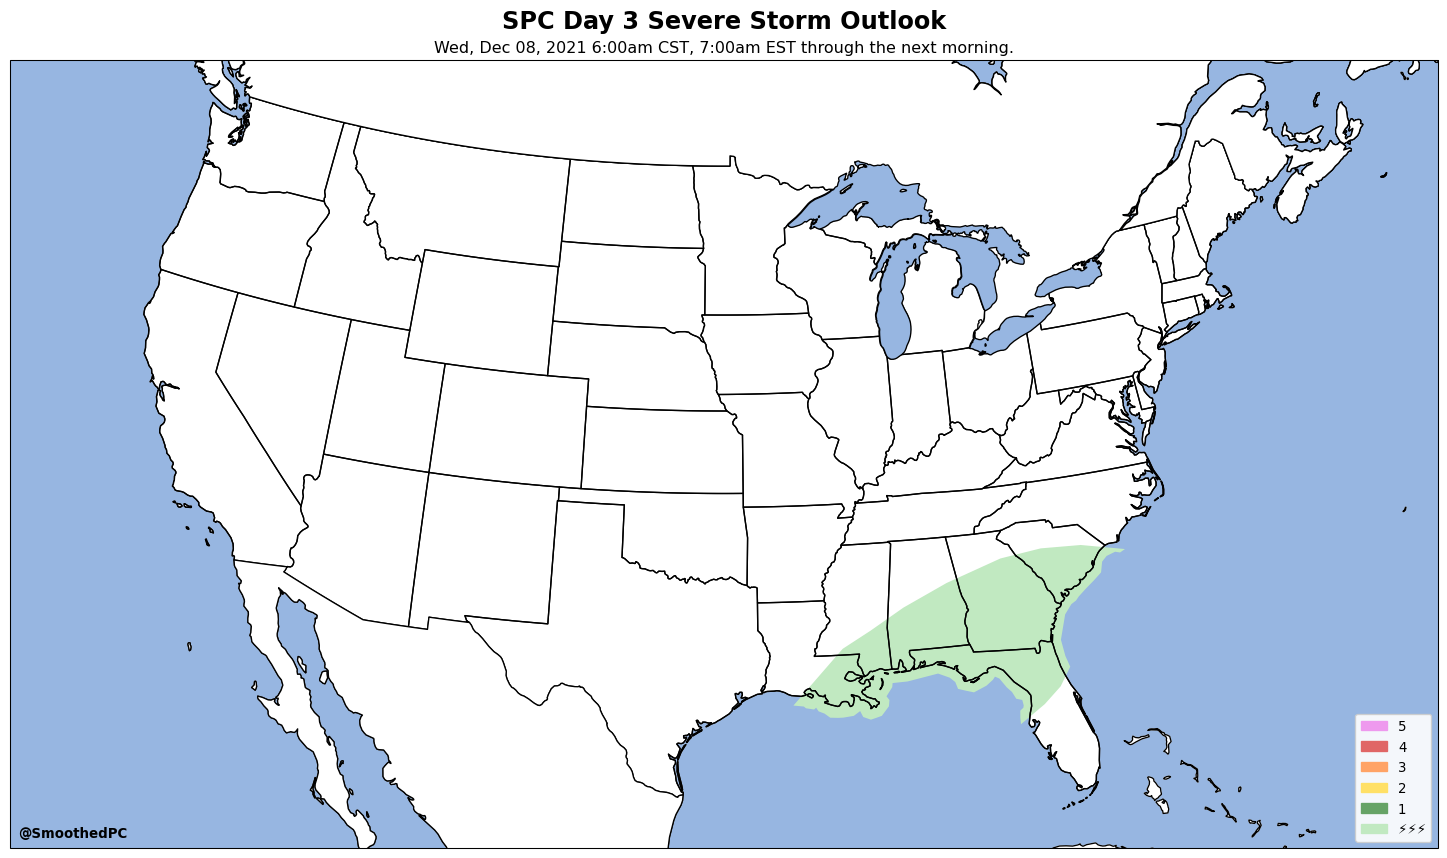 SPC Day 3 Severe Storm Outlook
Wed, Dec 08, 2021 6:00am CST, 7:00am EST through the next morning.
5
4
3
2
1
⚡⚡⚡
@SmoothedPC